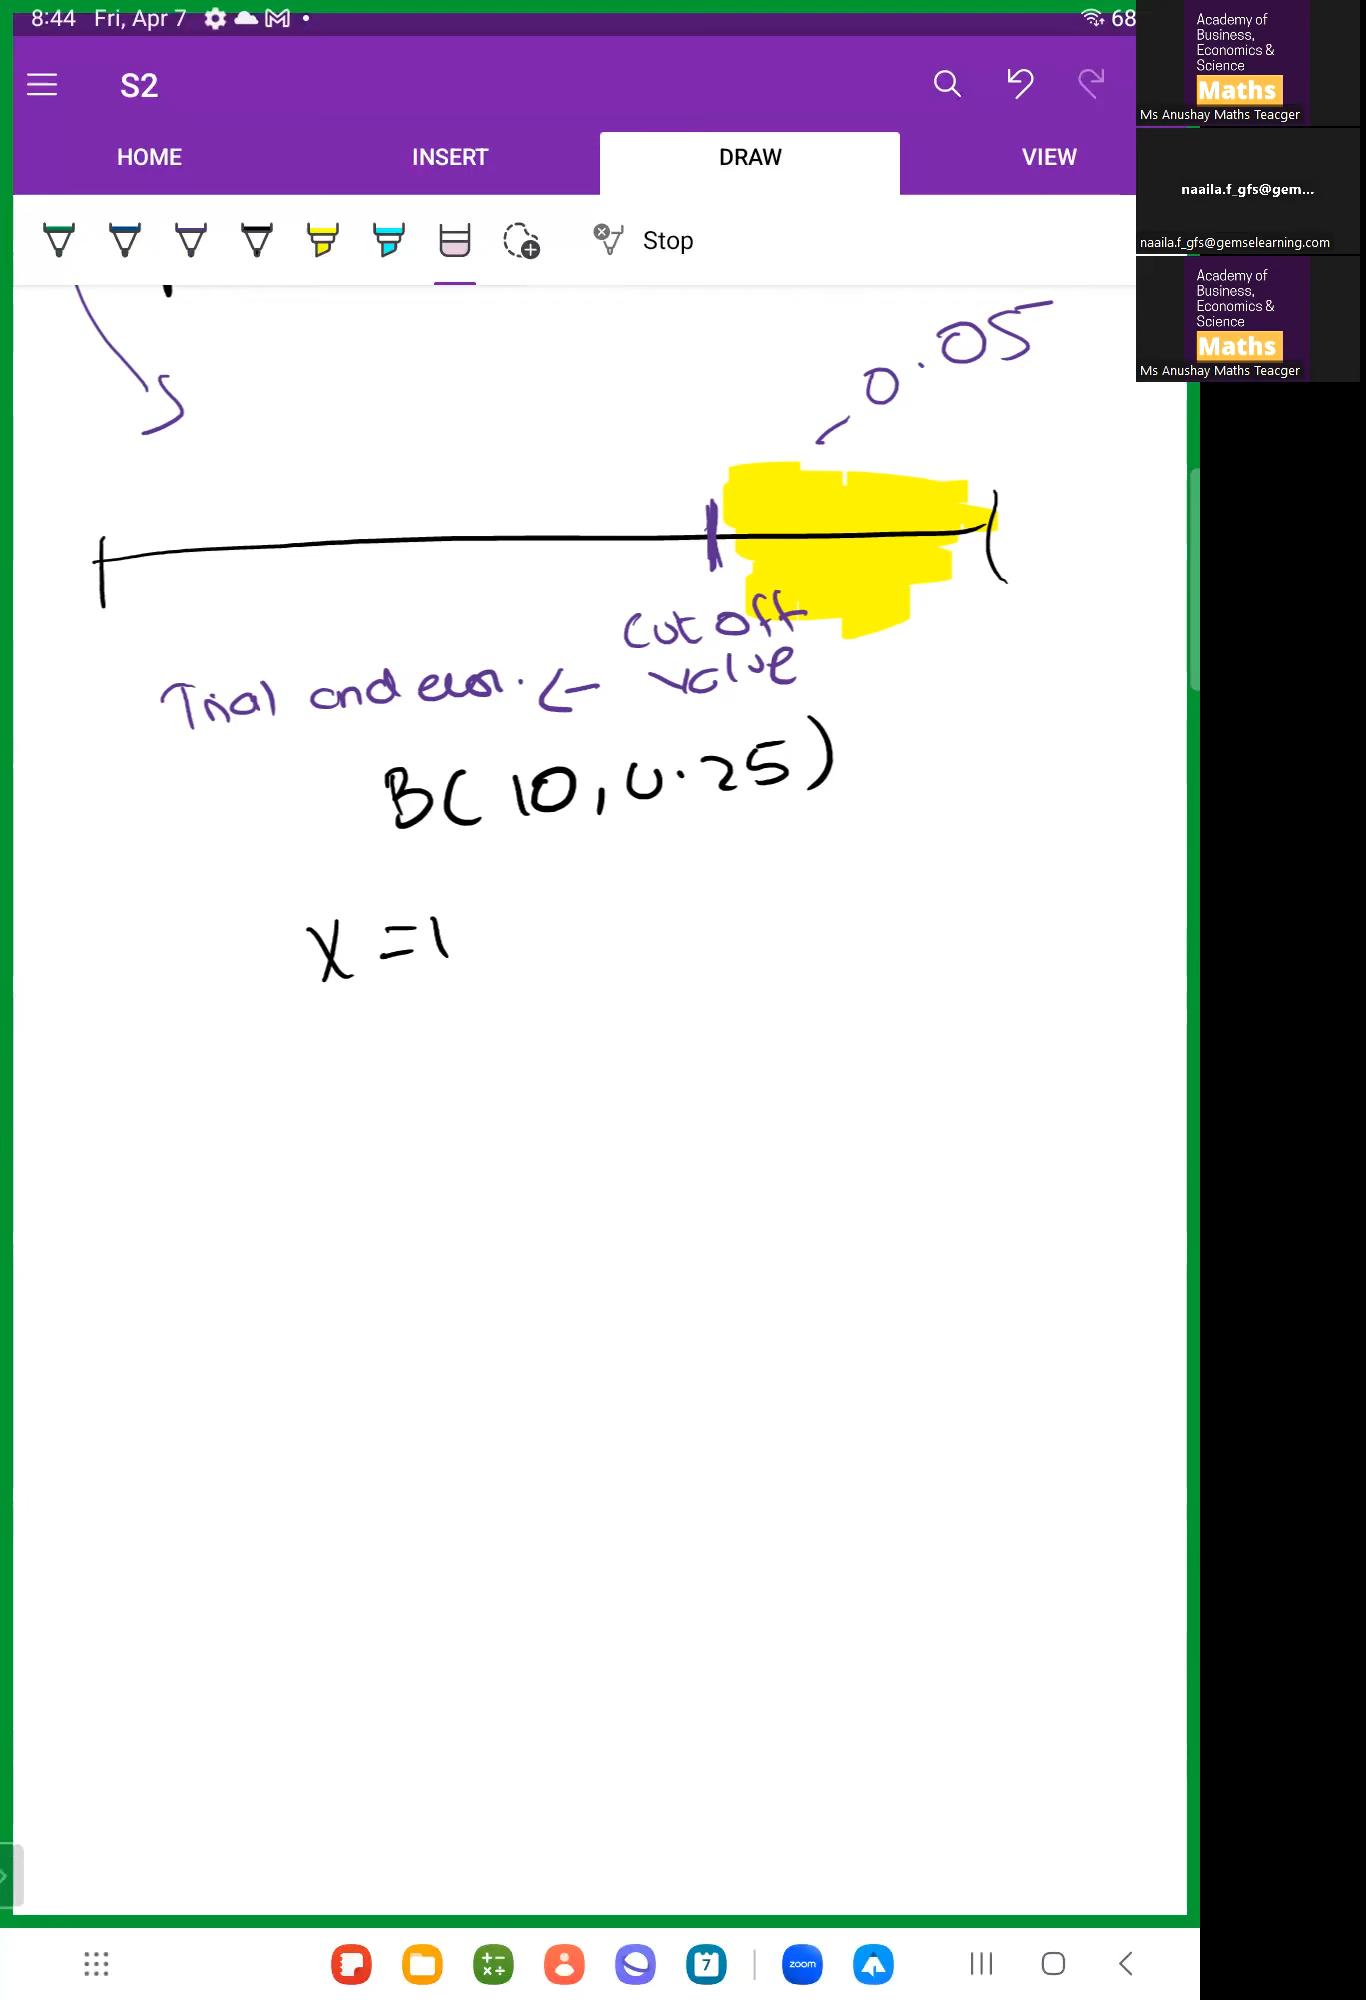 8:44 Fri, Apr 7 68
S2
HOME INSERT DRAW VIEW
Stop
Academy of
Business,
Economics &
Science
Maths
Ms Anushay Maths Teacger
naaila.f_gfs@gem...
naaila.f_gfs@gemselearning.com
Academy of
Business,
Economics &
Science
Maths
Ms Anushay Maths Teacger
0.05
Cut off
value
Trial and error. ←
B(10, 0.25)
X = 1
7
zoom